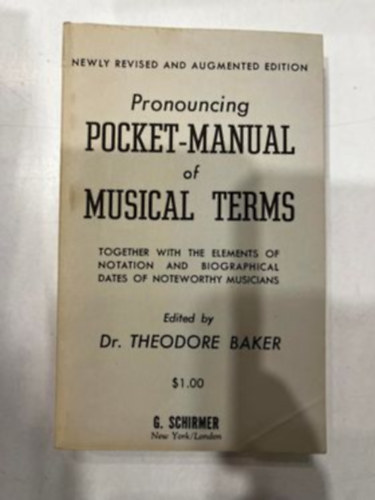 NEWLY REVISED AND AUGMENTED EDITION
Pronouncing
POCKET-MANUAL
of
MUSICAL TERMS
TOGETHER WITH THE ELEMENTS OF
NOTATION AND BIOGRAPHICAL
DATES OF NOTEWORTHY MUSICIANS
Edited by
Dr. THEODORE BAKER
$1.00
G. SCHIRMER
New York/London